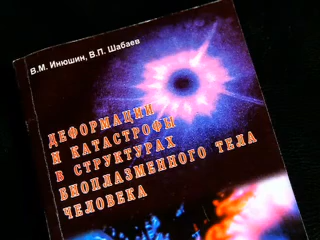 В.М. Инюшин, В.П. Шабаев
ДЕФОРМАЦИИ
И КАТАСТРОФЫ
В СТРУКТУРАХ
БИОПЛАЗМЕННОГО ТЕЛА
ЧЕЛОВЕКА